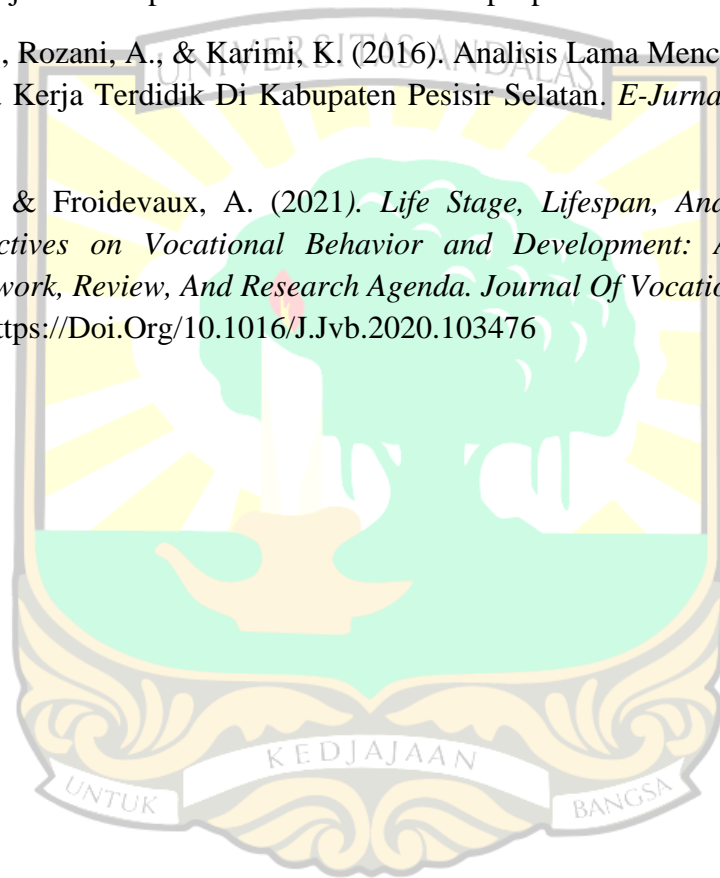 , Rozani, A., & Karimi, K. (2016). Analisis Lama Menc
Kerja Terdidik Di Kabupaten Pesisir Selatan. E-Jurna
& Froidevaux, A. (2021). Life Stage, Lifespan, And
ctives on Vocational Behavior and Development: A
work, Review, And Research Agenda. Journal Of Vocatio
ttps://Doi.Org/10.1016/J.Jvb.2020.103476
UNIVERSITAS ANDALAS
UNTUK KEDJAJAAN BANGSA